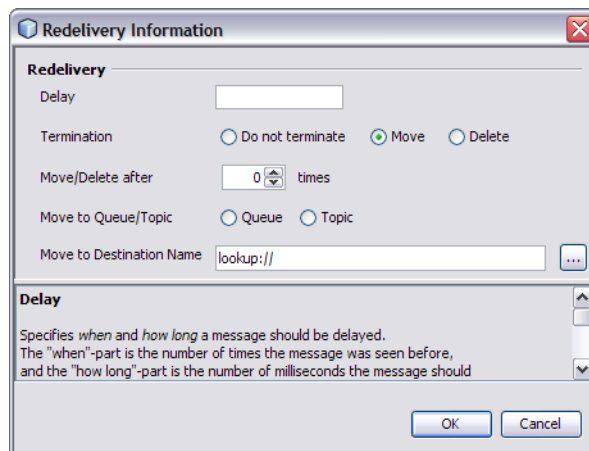 Redelivery Information
Redelivery
Delay
Termination Do not terminate Move Delete
Move/Delete after 0 times
Move to Queue/Topic Queue Topic
Move to Destination Name lookup:// ...
Delay
Specifies when and how long a message should be delayed.
The "when"-part is the number of times the message was seen before,
and the "how long"-part is the number of milliseconds the message should
OK Cancel